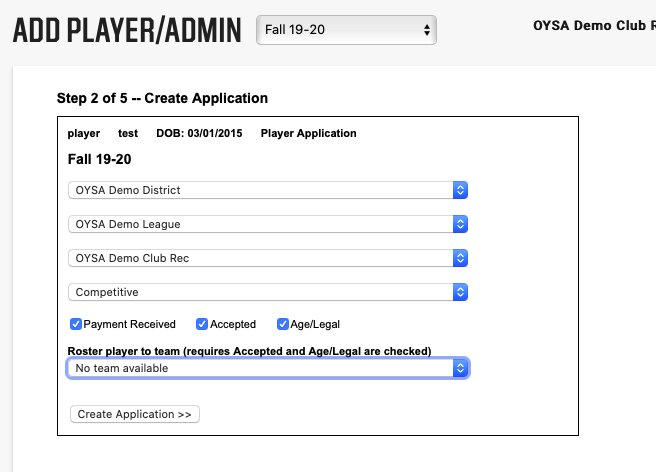 ADD PLAYER/ADMIN Fall 19-20 OYSA Demo Club
Step 2 of 5 -- Create Application
player test DOB: 03/01/2015 Player Application
Fall 19-20
OYSA Demo District
OYSA Demo League
OYSA Demo Club Rec
Competitive
Payment Received Accepted Age/Legal
Roster player to team (requires Accepted and Age/Legal are checked)
No team available
Create Application >>